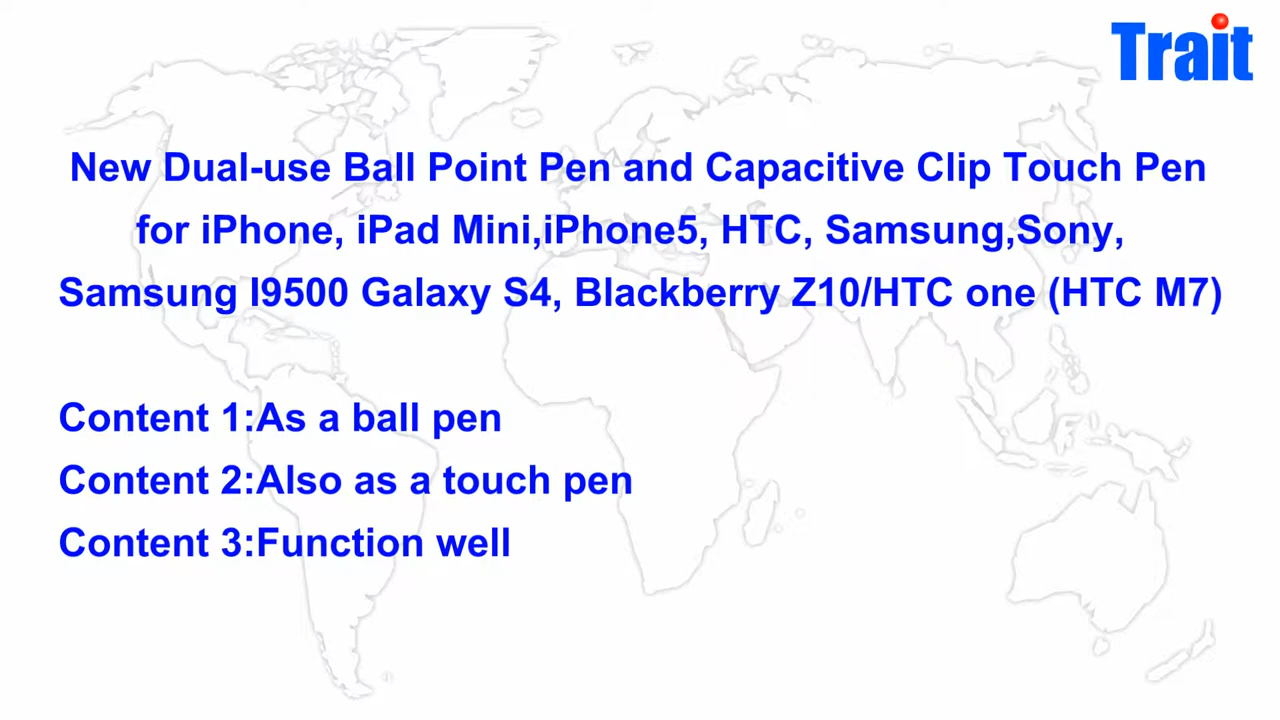 Trait
New Dual-use Ball Point Pen and Capacitive Clip Touch Pen
for iPhone, iPad Mini,iPhone5, HTC, Samsung,Sony,
Samsung I9500 Galaxy S4, Blackberry Z10/HTC one (HTC M7)
Content 1:As a ball pen
Content 2:Also as a touch pen
Content 3:Function well